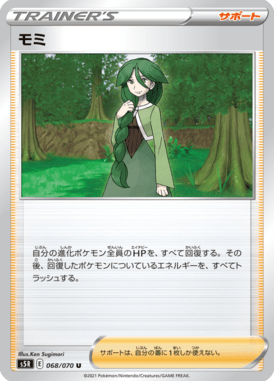 TRAINER'S
サポート
モミ
自分の進化ポケモン全員のHPを、すべて回復する。その
後、回復したポケモンについているエネルギーを、すべてト
ラッシュする。
Illus.Ken Sugimori
S5R E 068/070 U
サポートは、自分の番に1枚しか使えない。
©2021 Pokémon/Nintendo/Creatures/GAME FREAK.